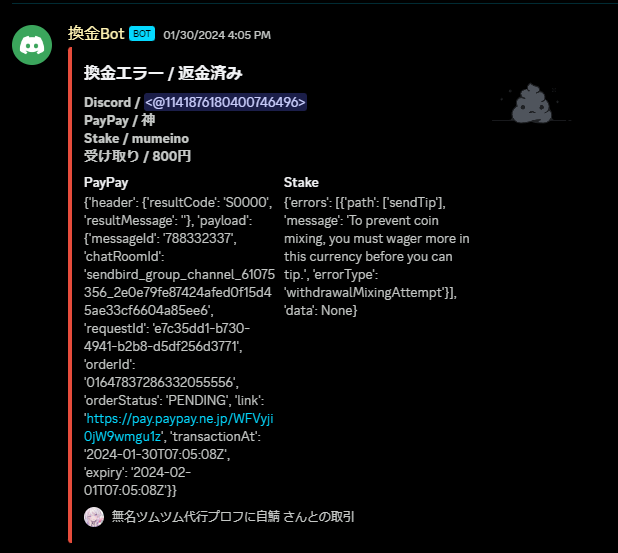 換金Bot BOT 01/30/2024 4:05 PM
換金エラー / 返金済み
Discord / <@1141876180400746496>
PayPay / 神
Stake / mumeino
受け取り / 800円
PayPay
{'header': {'resultCode': 'S0000',
'resultMessage': ''}, 'payload':
{'messageId': '788332337',
'chatRoomId':
'sendbird_group_channel_61075
356_2e0e79fe87424afed0f15d4
5ae33cf6604a85ee6',
'requestId': 'e7c35dd1-b730-
4941-b2b8-d5df256d3771',
'orderId':
'01647837286332055556',
'orderStatus': 'PENDING', 'link':
'https://pay.paypay.ne.jp/WFVyji
0jW9wmgu1z', 'transactionAt':
'2024-01-30T07:05:08Z',
'expiry': '2024-02-
01T07:05:08Z'}}
Stake
{'errors': [{'path': ['sendTip'],
'message': 'To prevent coin
mixing, you must wager more in
this currency before you can
tip.', 'errorType':
'withdrawalMixingAttempt'}],
'data': None}
無名ツムツム代行プロフに自鯖 さんとの取引